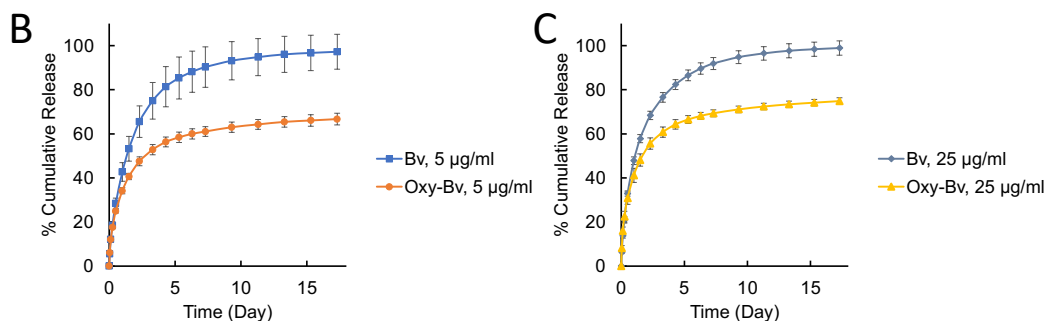 B
% Cumulative Release
100
80
60
40
20
0
0 5 10 15
Time (Day)
Bv, 5 µg/ml
Oxy-Bv, 5 µg/ml
C
% Cumulative Release
100
80
60
40
20
0
0 5 10 15
Time (Day)
Bv, 25 µg/ml
Oxy-Bv, 25 µg/ml